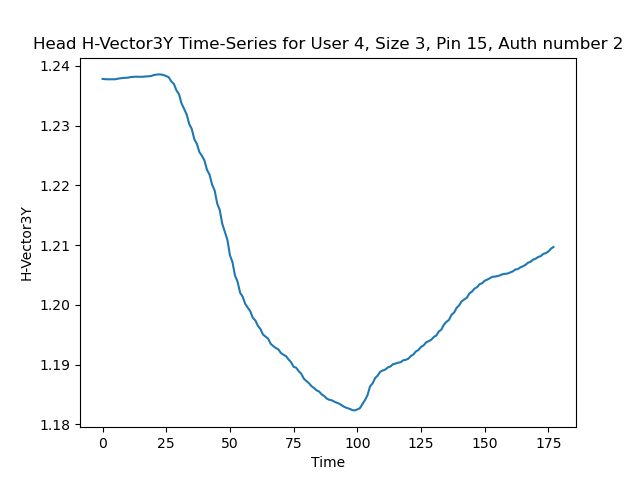 Head H-Vector3Y Time-Series for User 4, Size 3, Pin 15, Auth number 2
1.24
1.23
1.22
1.21
1.20
1.19
1.18
H-Vector3Y
0 25 50 75 100 125 150 175
Time